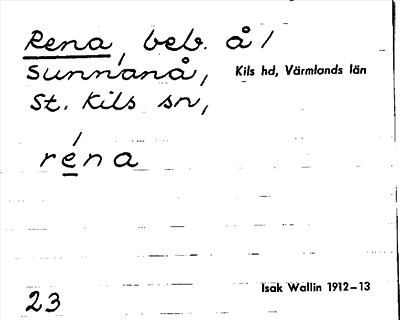 Rena, beb. å /
Sunnanå, Kils hd, Värmlands län
St. Kils sn,
réna
Isak Wallin 1912–13
23